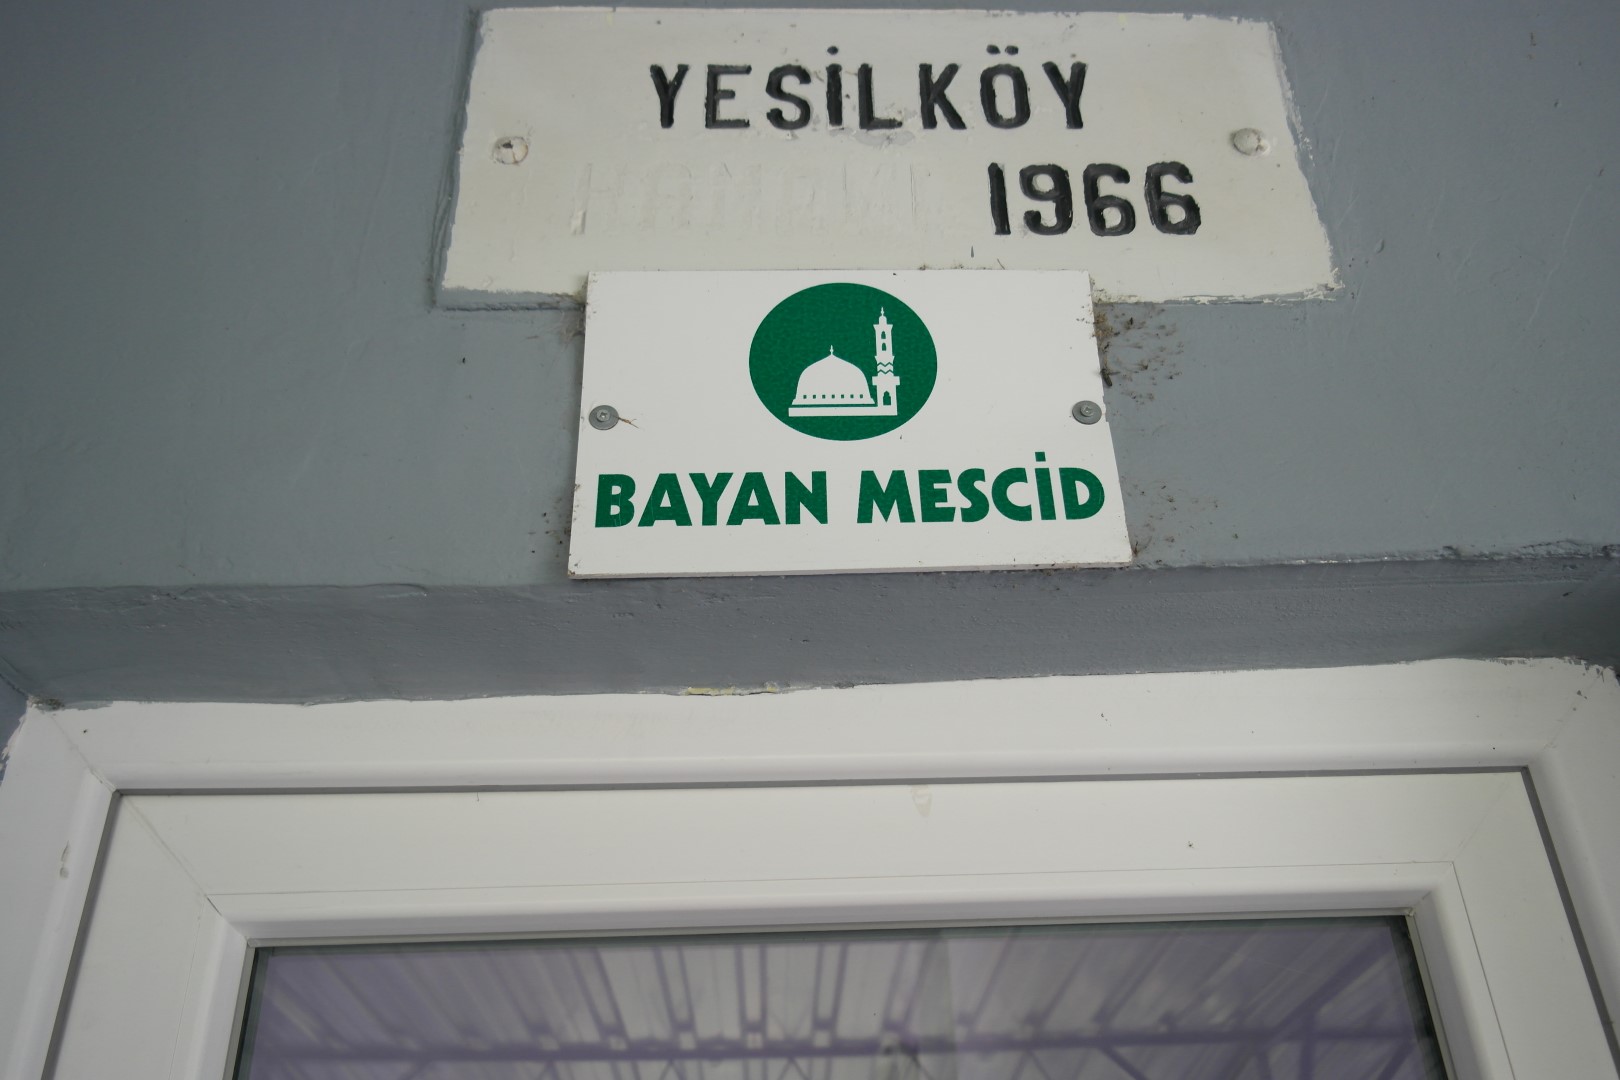 YESİLKÖY
1966
BAYAN MESCİD